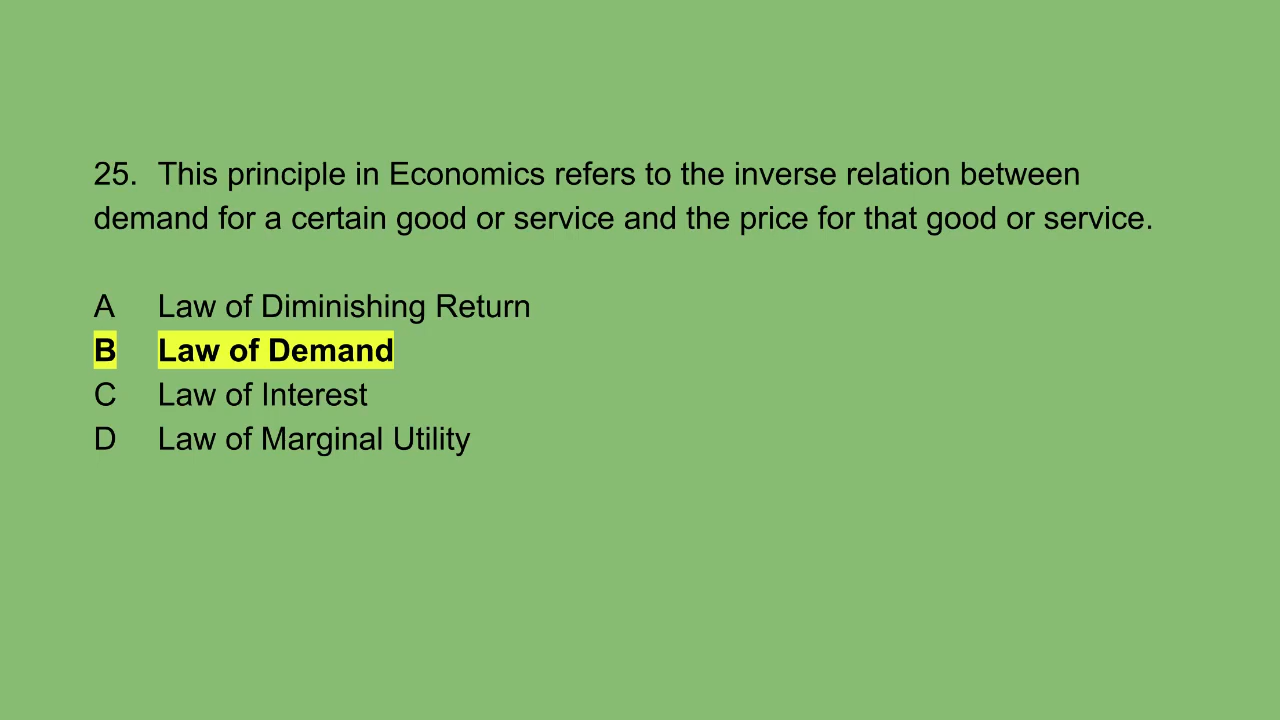 25. This principle in Economics refers to the inverse relation between
demand for a certain good or service and the price for that good or service.
A Law of Diminishing Return
B Law of Demand
C Law of Interest
D Law of Marginal Utility